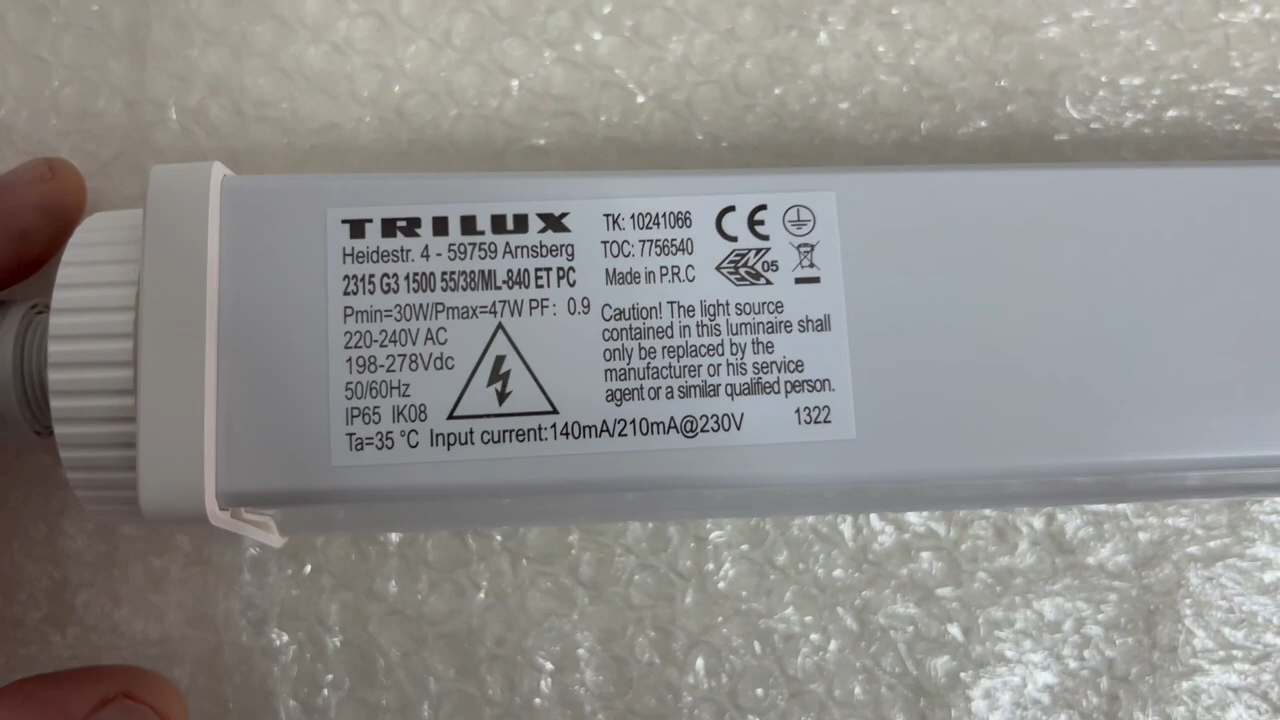 TRILUX
Heidestr. 4 - 59759 Arnsberg
2315 G3 1500 55/38/ML-840 ET PC
Pmin=30W/Pmax=47W PF: 0.9
220-240V AC
198-278Vdc
50/60Hz
IP65 IK08
Ta=35 °C Input current:140mA/210mA@230V
TK: 10241066
TOC: 7756540
Made in P.R.C
CE
ENEC 05
Caution! The light source
contained in this luminaire shall
only be replaced by the
manufacturer or his service
agent or a similar qualified person.
1322